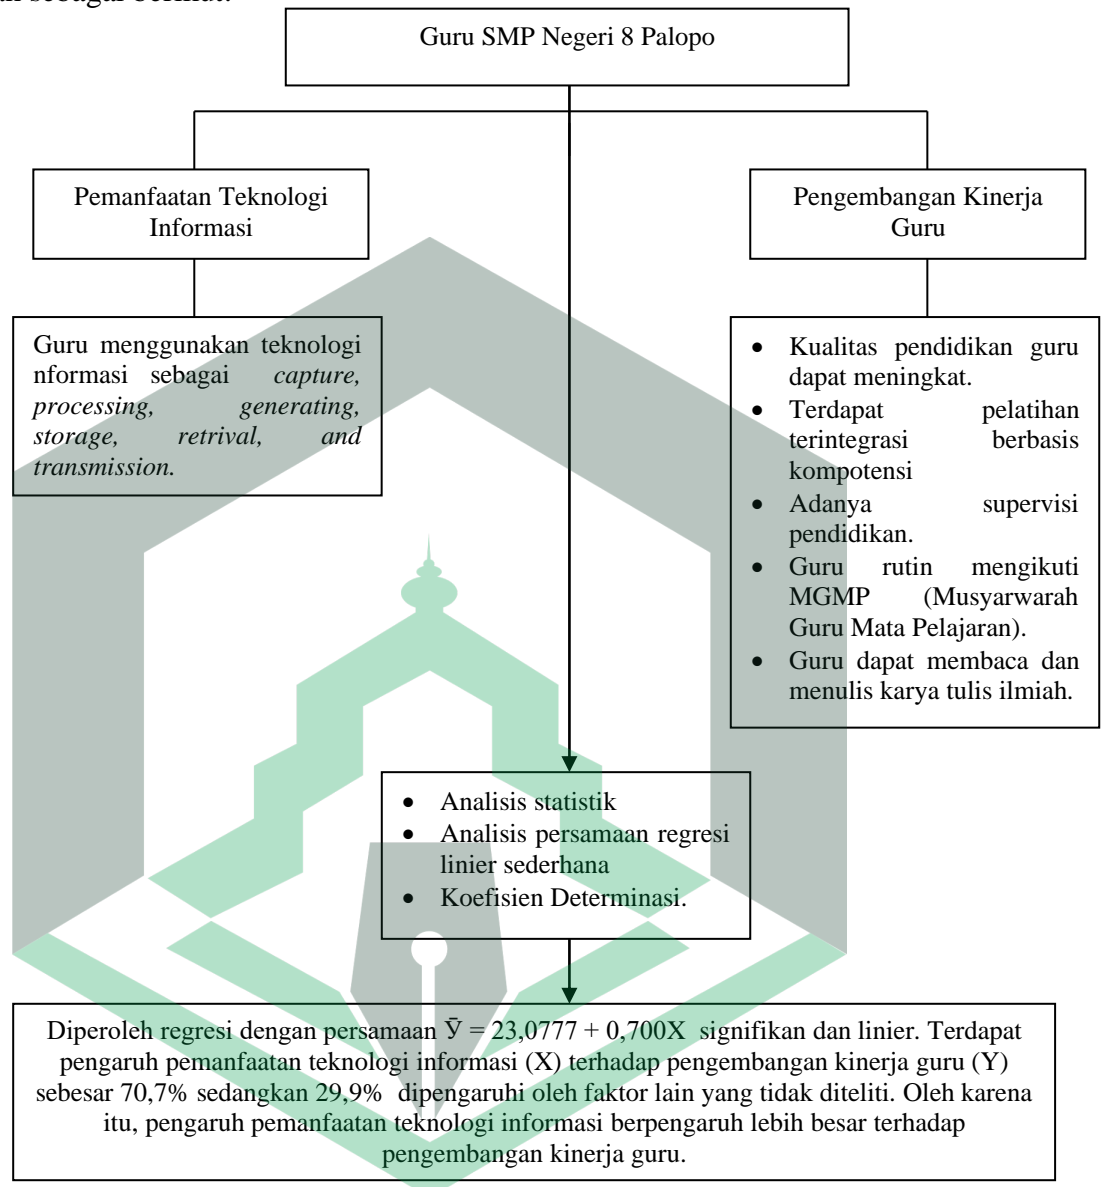 sebagai berikut:
Guru SMP Negeri 8 Palopo
Pemanfaatan Teknologi
Informasi
Pengembangan Kinerja
Guru
Guru menggunakan teknologi
nformasi sebagai capture,
processing, generating,
storage, retrival, and
transmission.
• Kualitas pendidikan guru
dapat meningkat.
• Terdapat pelatihan
terintegrasi berbasis
kompotensi
• Adanya supervisi
pendidikan.
• Guru rutin mengikuti
MGMP (Musyarwarah
Guru Mata Pelajaran).
• Guru dapat membaca dan
menulis karya tulis ilmiah.
• Analisis statistik
• Analisis persamaan regresi
linier sederhana
• Koefisien Determinasi.
Diperoleh regresi dengan persamaan Ȳ = 23,0777 + 0,700X signifikan dan linier. Terdapat
pengaruh pemanfaatan teknologi informasi (X) terhadap pengembangan kinerja guru (Y)
sebesar 70,7% sedangkan 29,9% dipengaruhi oleh faktor lain yang tidak diteliti. Oleh karena
itu, pengaruh pemanfaatan teknologi informasi berpengaruh lebih besar terhadap
pengembangan kinerja guru.